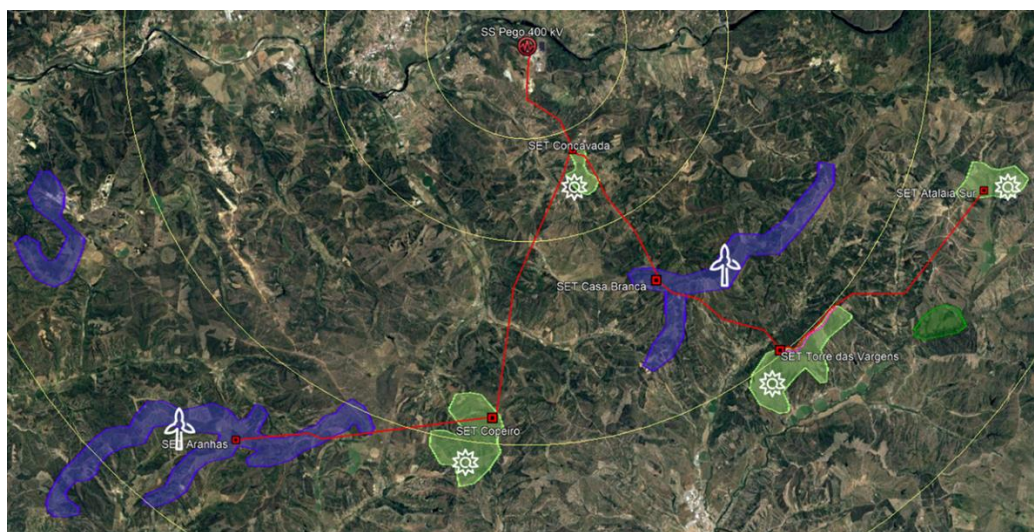 SS Pego 400 kV
SET Concavada
SET Atalaia Sur
SET Casa Branca
SET Torre das Vargens
SET Copeiro
SET Aranhas